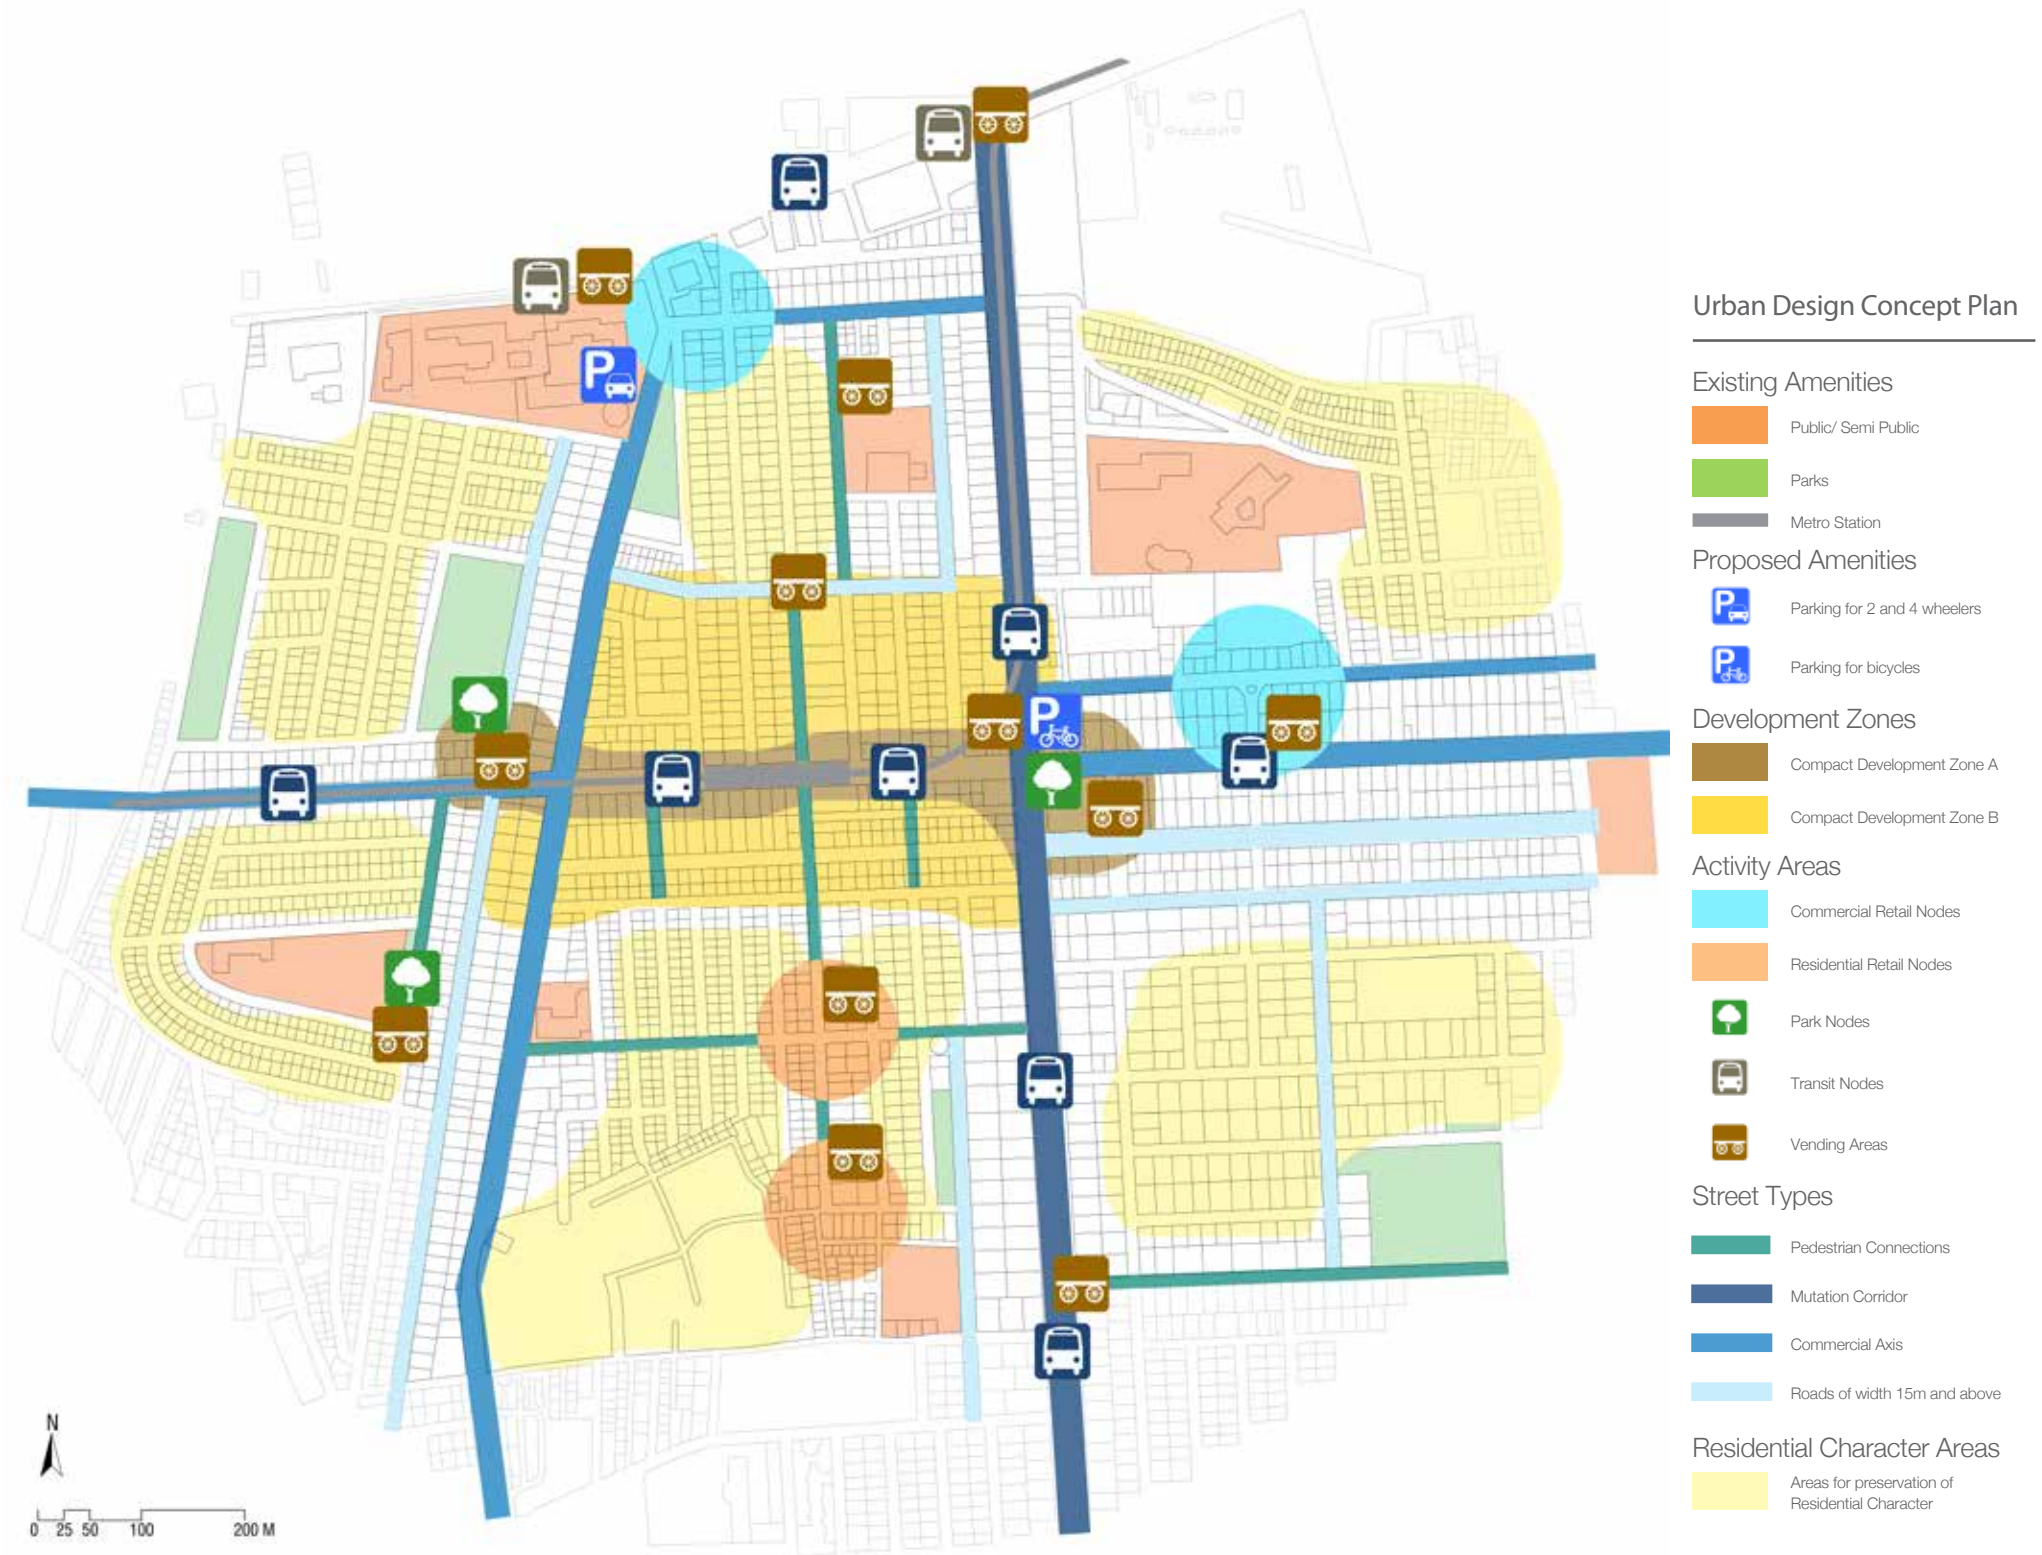 Urban Design Concept Plan
Existing Amenities
Public/ Semi Public
Parks
Metro Station
Proposed Amenities
P
Parking for 2 and 4 wheelers
P
Parking for bicycles
Development Zones
Compact Development Zone A
Compact Development Zone B
Activity Areas
Commercial Retail Nodes
Residential Retail Nodes
Park Nodes
Transit Nodes
Vending Areas
Street Types
Pedestrian Connections
Mutation Corridor
Commercial Axis
Roads of width 15m and above
Residential Character Areas
Areas for preservation of
Residential Character
P
P
N
0 25 50 100 200 M